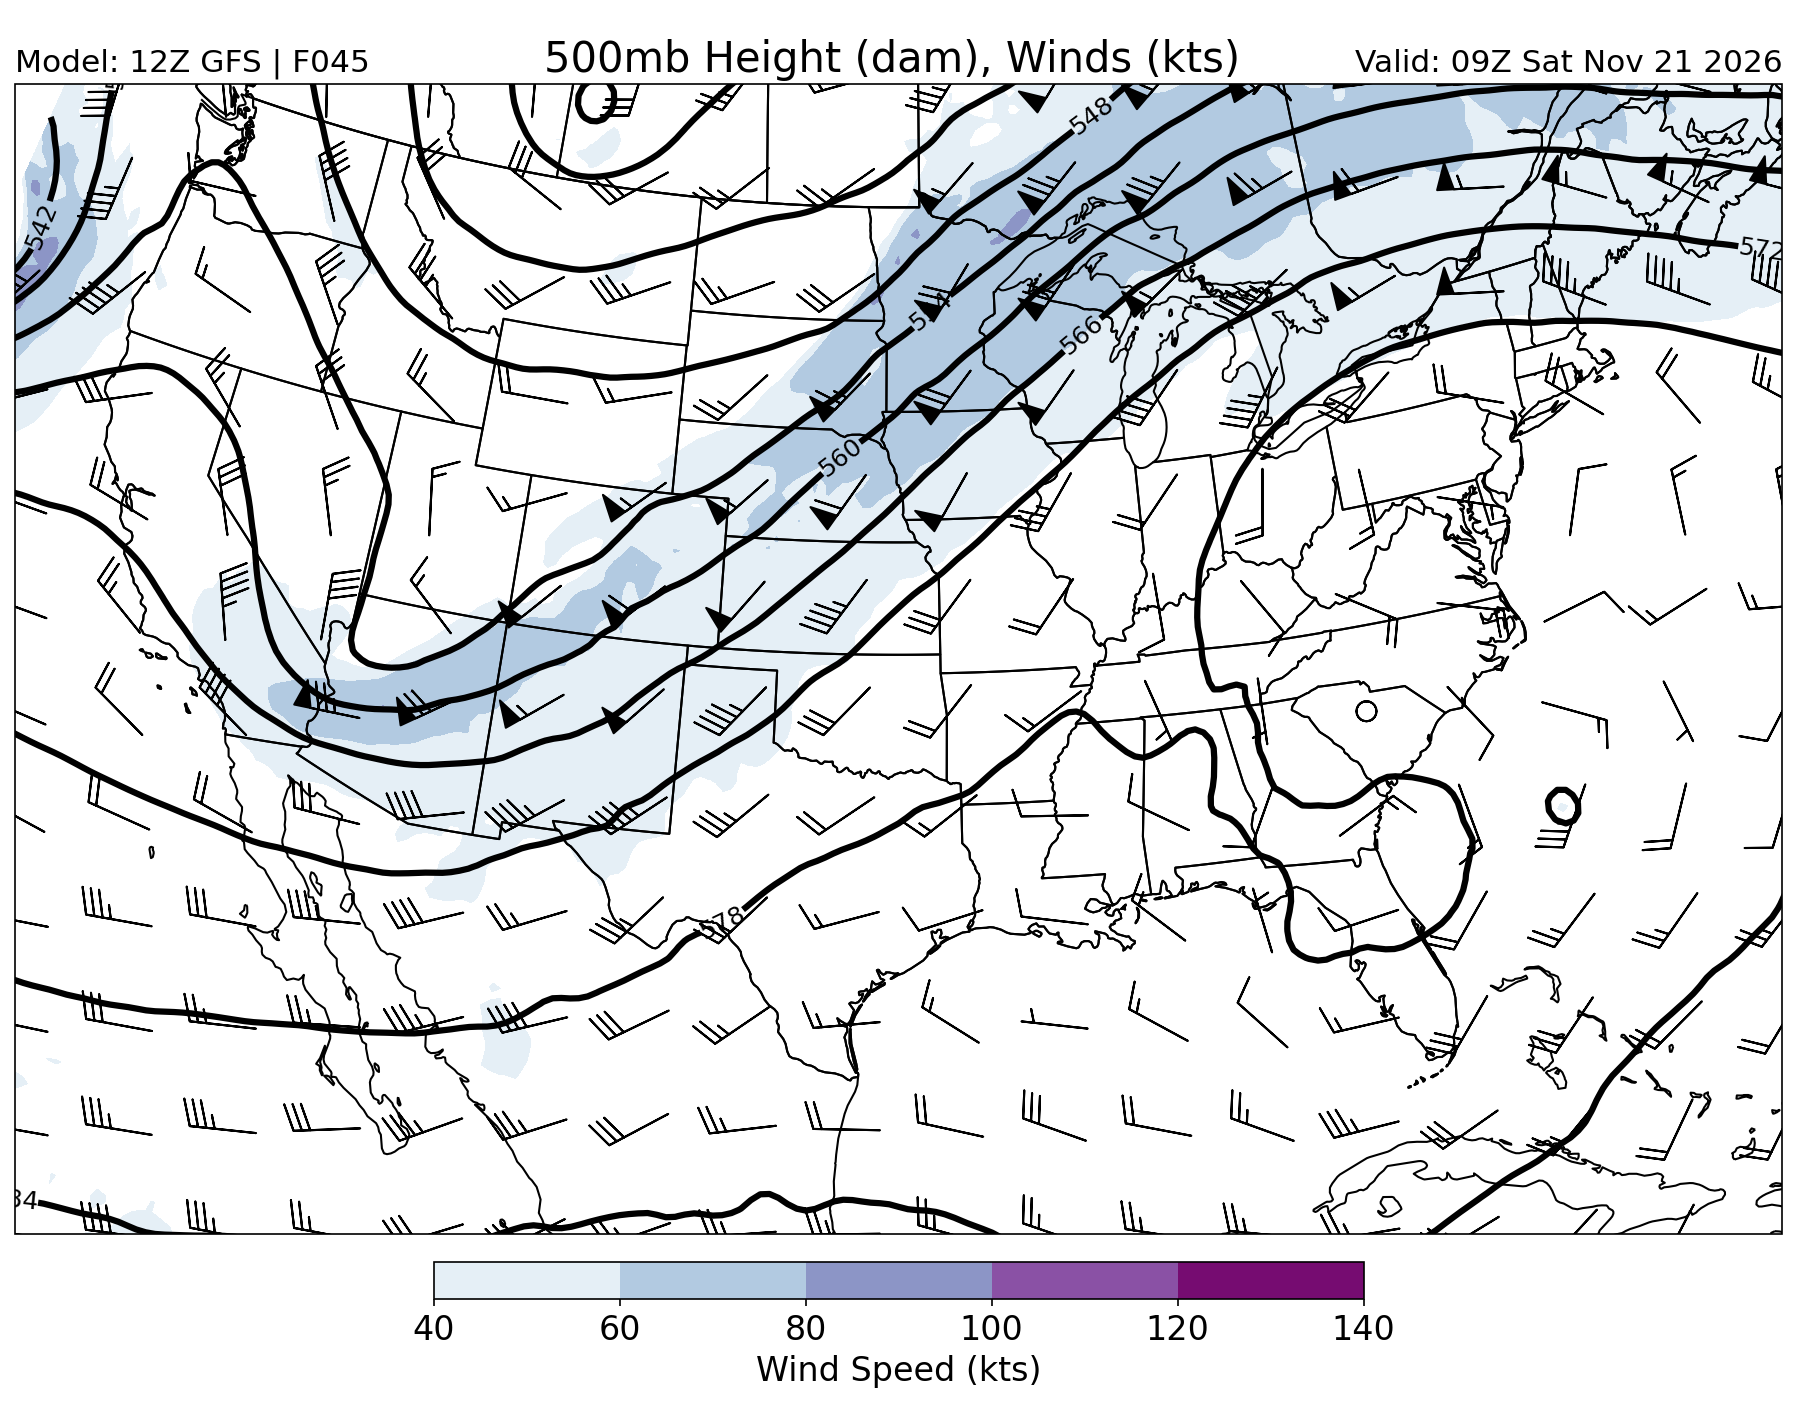 500mb Height (dam), Winds (kts)
Model: 12Z GFS | F045
Valid: 09Z Sat Nov 21 2026
548
542
572
566
560
578
40 60 80 100 120 140
Wind Speed (kts)